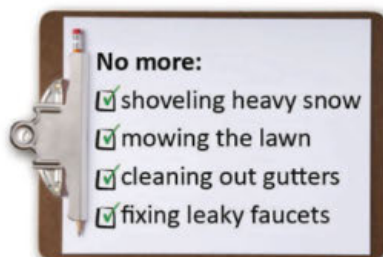 No more:
shoveling heavy snow
mowing the lawn
cleaning out gutters
fixing leaky faucets